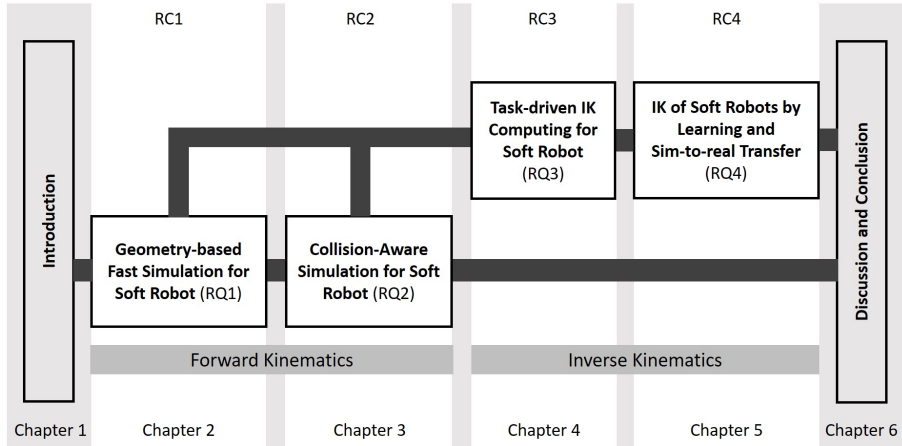 RC1
RC2
RC3
RC4
Introduction
Geometry-based
Fast Simulation for
Soft Robot (RQ1)
Collision-Aware
Simulation for Soft
Robot (RQ2)
Task-driven IK
Computing for
Soft Robot
(RQ3)
IK of Soft Robots by
Learning and
Sim-to-real Transfer
(RQ4)
Discussion and Conclusion
Forward Kinematics
Inverse Kinematics
Chapter 1
Chapter 2
Chapter 3
Chapter 4
Chapter 5
Chapter 6